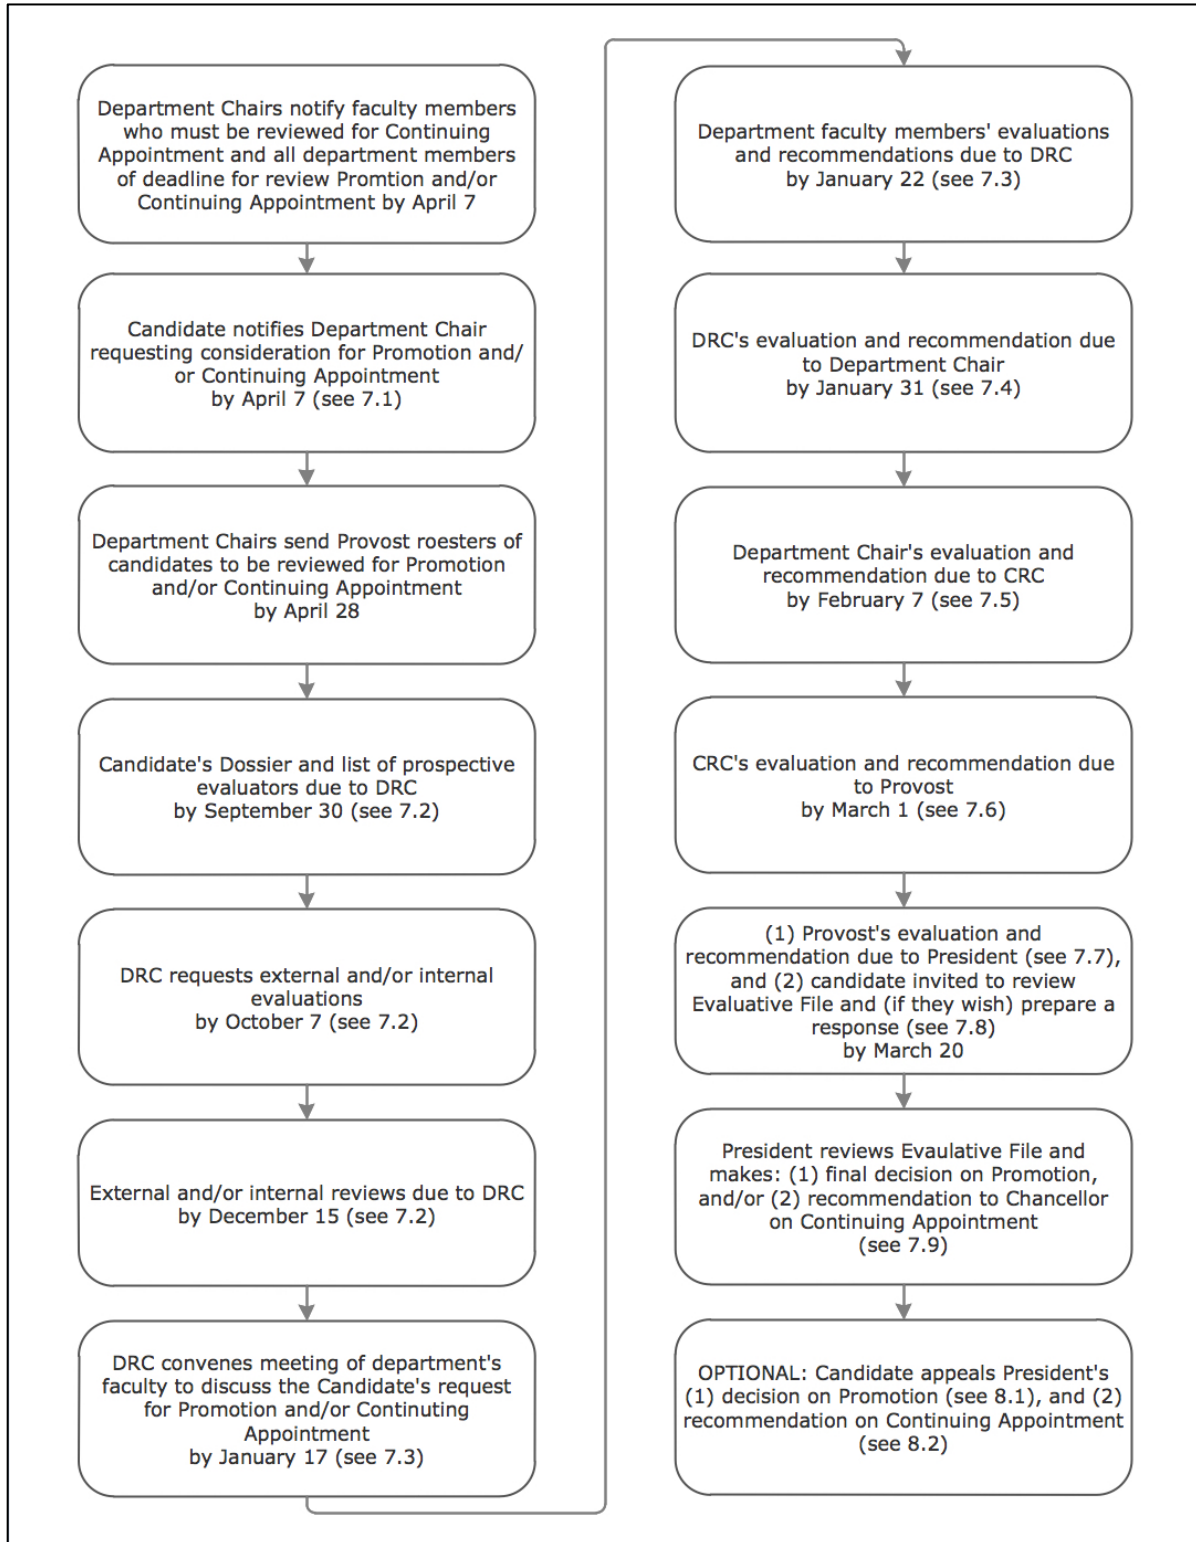 Department Chairs notify faculty members
who must be reviewed for Continuing
Appointment and all department members
of deadline for review Promtion and/or
Continuing Appointment by April 7
Candidate notifies Department Chair
requesting consideration for Promotion and/
or Continuing Appointment
by April 7 (see 7.1)
Department Chairs send Provost roesters of
candidates to be reviewed for Promotion
and/or Continuing Appointment
by April 28
Candidate's Dossier and list of prospective
evaluators due to DRC
by September 30 (see 7.2)
DRC requests external and/or internal
evaluations
by October 7 (see 7.2)
External and/or internal reviews due to DRC
by December 15 (see 7.2)
DRC convenes meeting of department's
faculty to discuss the Candidate's request
for Promotion and/or Continuting
Appointment
by January 17 (see 7.3)
Department faculty members' evaluations
and recommendations due to DRC
by January 22 (see 7.3)
DRC's evaluation and recommendation due
to Department Chair
by January 31 (see 7.4)
Department Chair's evaluation and
recommendation due to CRC
by February 7 (see 7.5)
CRC's evaluation and recommendation due
to Provost
by March 1 (see 7.6)
(1) Provost's evaluation and
recommendation due to President (see 7.7),
and (2) candidate invited to review
Evaluative File and (if they wish) prepare a
response (see 7.8)
by March 20
President reviews Evaulative File and
makes: (1) final decision on Promotion,
and/or (2) recommendation to Chancellor
on Continuing Appointment
(see 7.9)
OPTIONAL: Candidate appeals President's
(1) decision on Promotion (see 8.1), and (2)
recommendation on Continuing Appointment
(see 8.2)